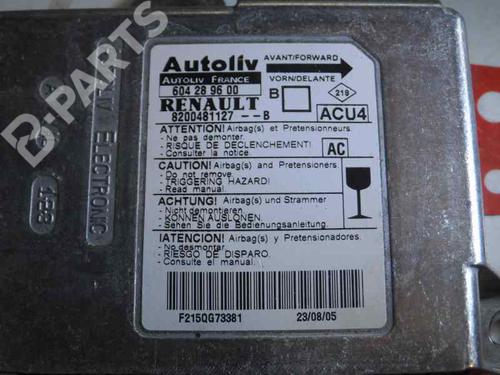 Autoliv
AUTOLIV FRANCE
604 28 96 00
RENAULT
8200481127 --B
AVANT/FORWARD
VORN/DELANTE
B
219
ACU4
AC
ATTENTION! Airbag(s) et Pretensionneurs.
- Ne pas demonter.
- RISQUE DE DECLENCHEMENT!
- Consulter la notice
CAUTION! Airbag(s) and Pretensioners.
- Do not remove.
- TRIGGERING HAZARD!
- Read manual.
ACHTUNG! Airbag(s) und Strammer
- Nicht demontieren.
- KONNEN AUSLONEN.
- Sehen Sie die Bedienungsanleitung.
!ATENCION! Airbag(s) y Pretensionadores.
- No desmontar.
- RIESGO DE DISPARO.
- Consulte el manual.
F215QG73381
23/08/05
ELECTRONIC
B-PARTS